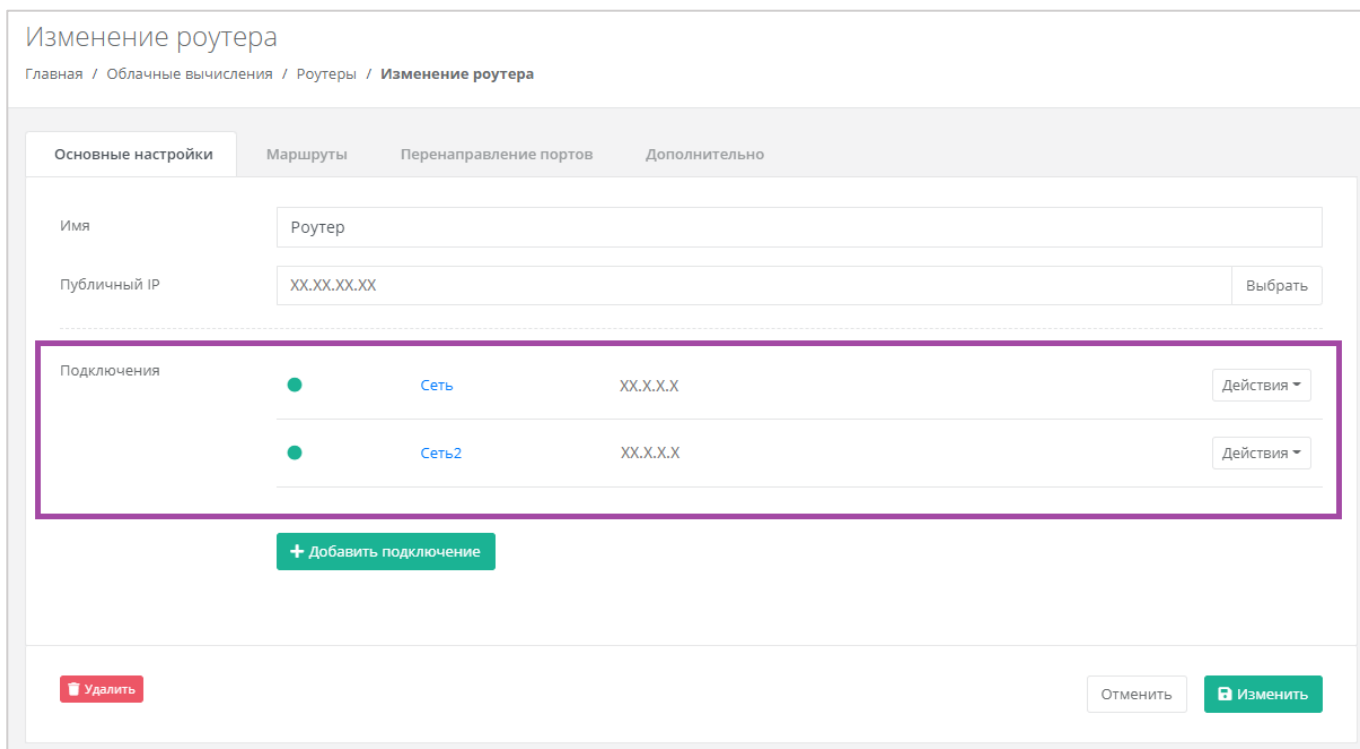 Изменение роутера
Главная / Облачные вычисления / Роутеры / Изменение роутера
Основные настройки Маршруты Перенаправление портов Дополнительно
Имя Роутер
Публичный IP XX.XX.XX.XX Выбрать
Подключения
Сеть XX.X.X.X Действия
Сеть2 XX.X.X.X Действия
+ Добавить подключение
Удалить Отменить Изменить